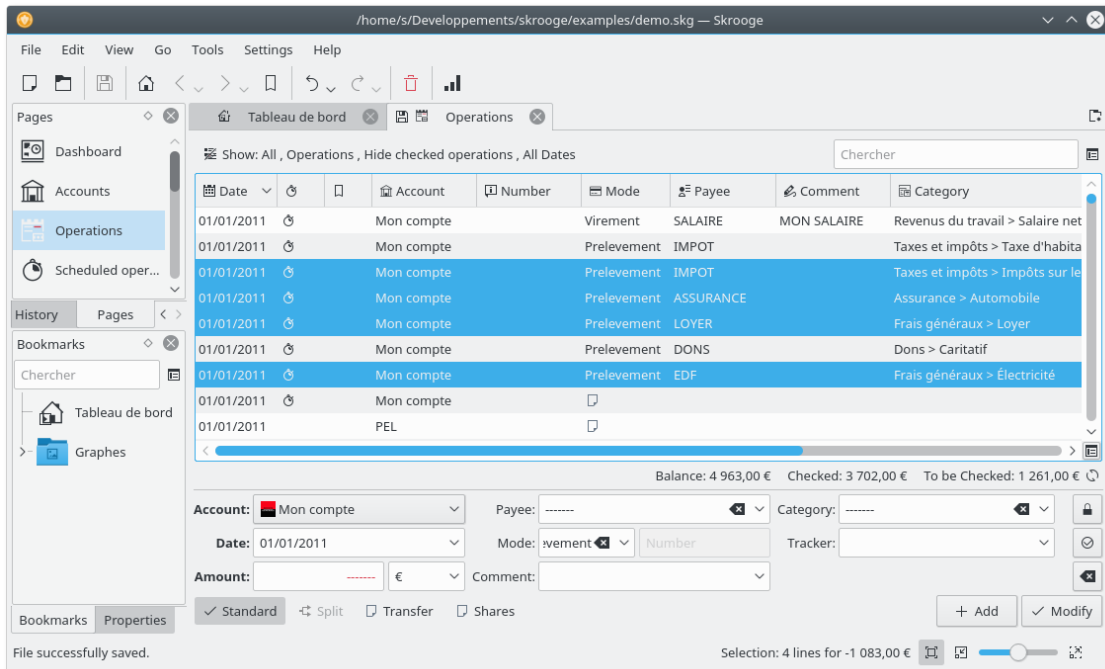 /home/s/Developpements/skrooge/examples/demo.skg — Skrooge
File Edit View Go Tools Settings Help
Pages
Dashboard
Accounts
Operations
Scheduled oper...
History Pages
Bookmarks
Chercher
Tableau de bord
Graphes
Bookmarks Properties
Tableau de bord Operations
Show: All , Operations , Hide checked operations , All Dates Chercher
Date Account Number Mode Payee Comment Category
01/01/2011 Mon compte Virement SALAIRE MON SALAIRE Revenus du travail > Salaire net
01/01/2011 Mon compte Prelevement IMPOT Taxes et impôts > Taxe d'habita
01/01/2011 Mon compte Prelevement IMPOT Taxes et impôts > Impôts sur le
01/01/2011 Mon compte Prelevement ASSURANCE Assurance > Automobile
01/01/2011 Mon compte Prelevement LOYER Frais généraux > Loyer
01/01/2011 Mon compte Prelevement DONS Dons > Caritatif
01/01/2011 Mon compte Prelevement EDF Frais généraux > Électricité
01/01/2011 Mon compte
01/01/2011 PEL
Balance: 4 963,00 € Checked: 3 702,00 € To be Checked: 1 261,00 €
Account: Mon compte Payee: ------- Category: -------
Date: 01/01/2011 Mode: evement Number Tracker:
Amount: ------- € Comment:
Standard Split Transfer Shares Add Modify
File successfully saved. Selection: 4 lines for -1 083,00 €